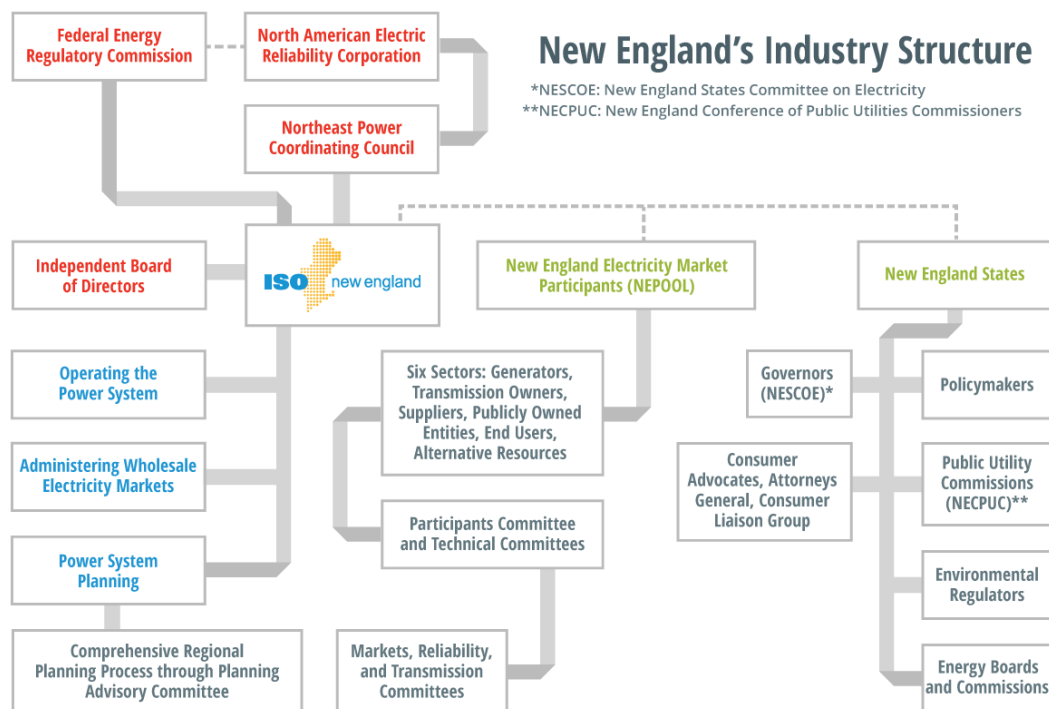 Federal Energy
Regulatory Commission
North American Electric
Reliability Corporation
New England’s Industry Structure
*NESCOE: New England States Committee on Electricity
**NECPUC: New England Conference of Public Utilities Commissioners
Northeast Power
Coordinating Council
Independent Board
of Directors
ISO new england
New England Electricity Market
Participants (NEPOOL)
New England States
Operating the
Power System
Administering Wholesale
Electricity Markets
Power System
Planning
Comprehensive Regional
Planning Process through Planning
Advisory Committee
Six Sectors: Generators,
Transmission Owners,
Suppliers, Publicly Owned
Entities, End Users,
Alternative Resources
Participants Committee
and Technical Committees
Markets, Reliability,
and Transmission
Committees
Governors
(NESCOE)*
Policymakers
Consumer
Advocates, Attorneys
General, Consumer
Liaison Group
Public Utility
Commissions
(NECPUC)**
Environmental
Regulators
Energy Boards
and Commissions